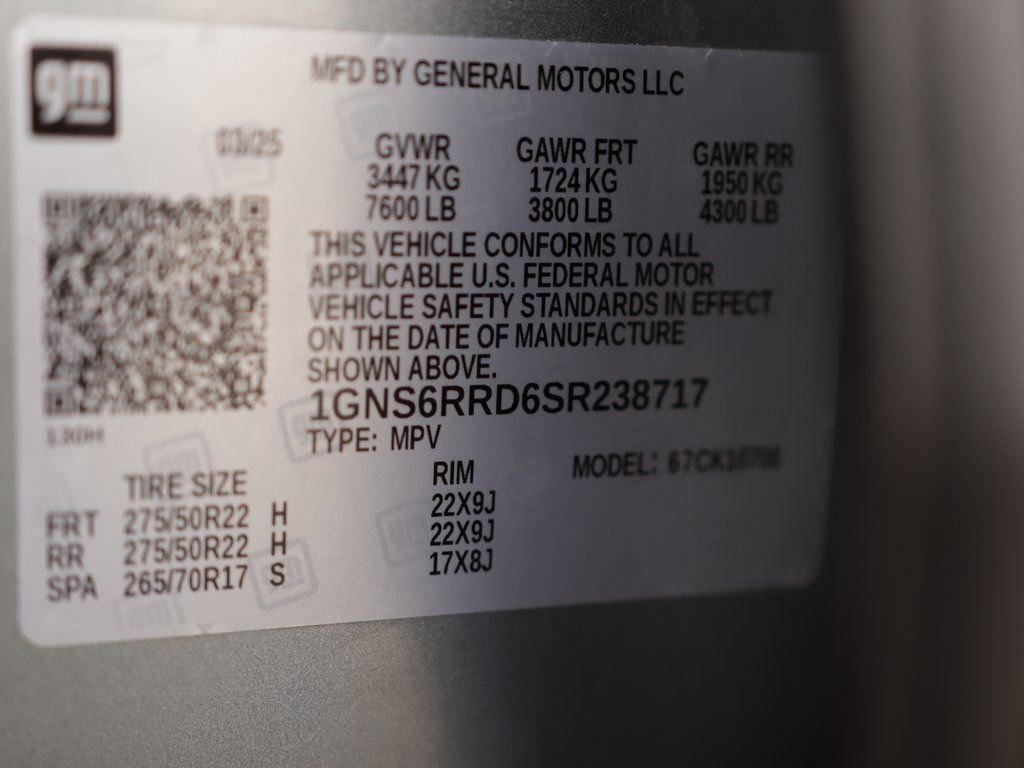 gm
MFD BY GENERAL MOTORS LLC
03/25
GVWR GAWR FRT GAWR RR
3447 KG 1724 KG 1950 KG
7600 LB 3800 LB 4300 LB
THIS VEHICLE CONFORMS TO ALL
APPLICABLE U.S. FEDERAL MOTOR
VEHICLE SAFETY STANDARDS IN EFFECT
ON THE DATE OF MANUFACTURE
SHOWN ABOVE.
1GNS6RRD6SR238717
TYPE: MPV
MODEL:
TIRE SIZE RIM
FRT 275/50R22 H 22X9J
RR 275/50R22 H 22X9J
SPA 265/70R17 S 17X8J